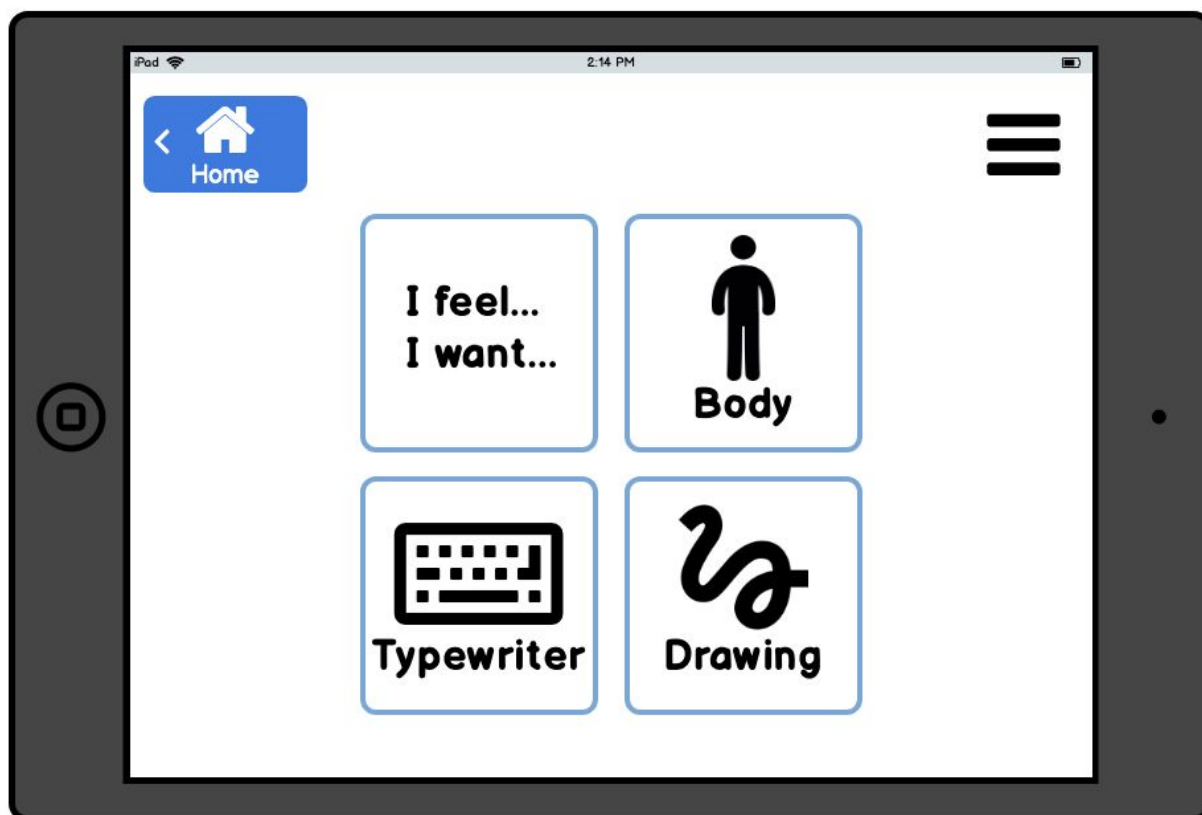 iPad
2:14 PM
Home
I feel...
I want...
Body
Typewriter
Drawing